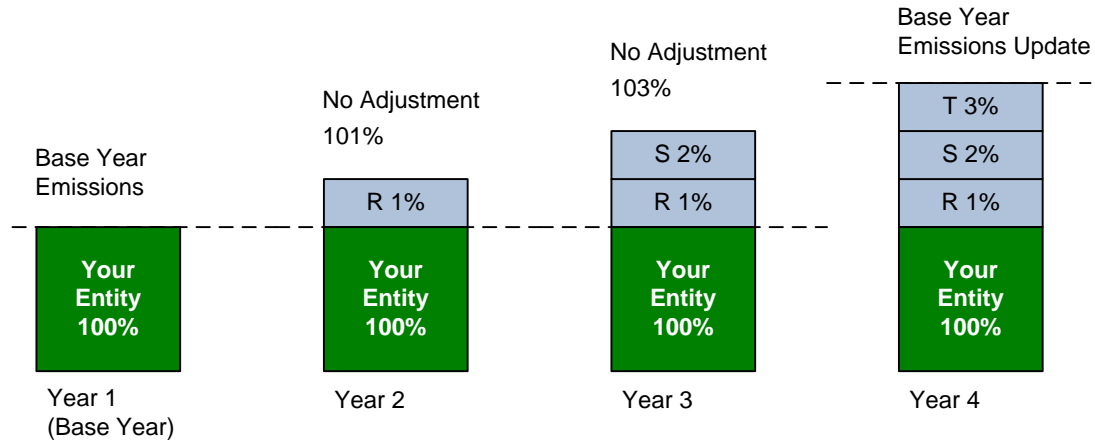 Base Year
Emissions
Your
Entity
100%
Year 1
(Base Year)
No Adjustment
101%
R 1%
Your
Entity
100%
Year 2
No Adjustment
103%
S 2%
R 1%
Your
Entity
100%
Year 3
Base Year
Emissions Update
T 3%
S 2%
R 1%
Your
Entity
100%
Year 4